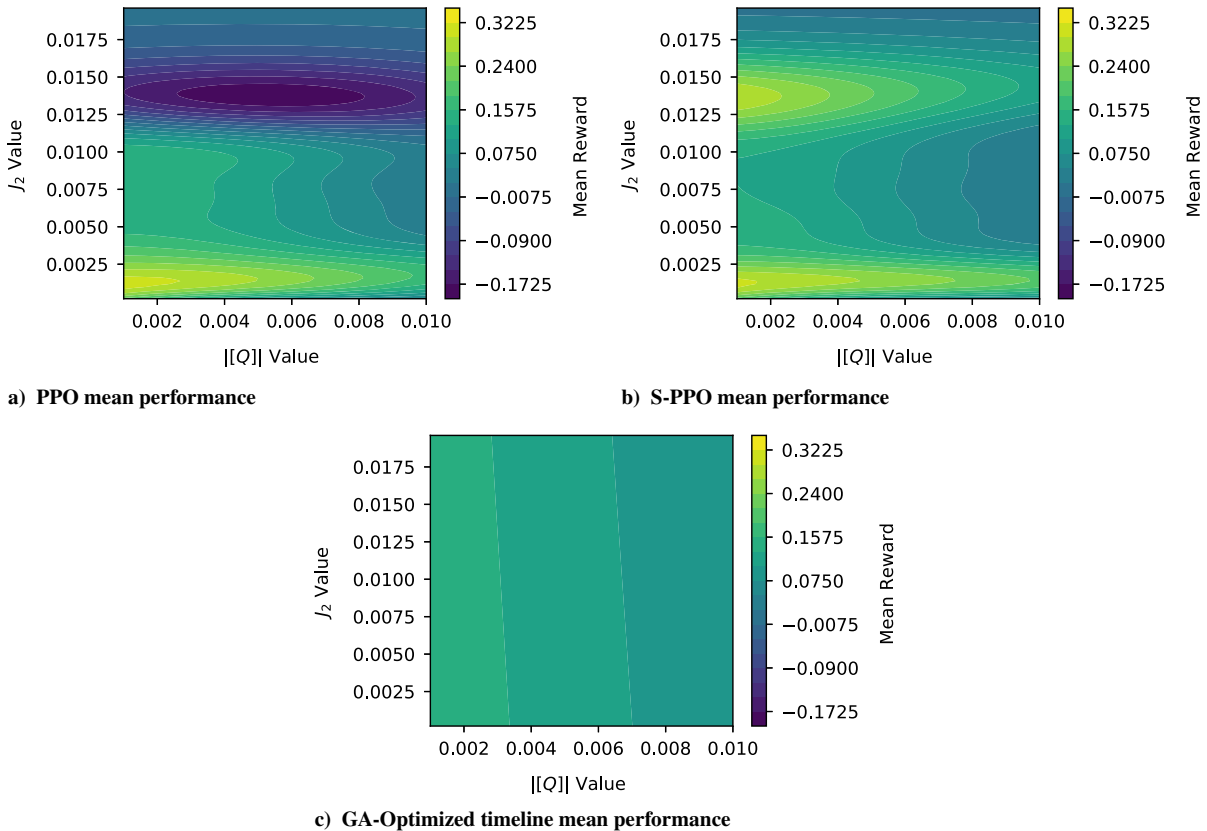 0.0175
0.0150
0.0125
0.0100
0.0075
0.0050
0.0025
J2 Value
0.002 0.004 0.006 0.008 0.010
|[Q]| Value
0.3225
0.2400
0.1575
0.0750
−0.0075
−0.0900
−0.1725
Mean Reward
a) PPO mean performance
0.0175
0.0150
0.0125
0.0100
0.0075
0.0050
0.0025
J2 Value
0.002 0.004 0.006 0.008 0.010
|[Q]| Value
0.3225
0.2400
0.1575
0.0750
−0.0075
−0.0900
−0.1725
Mean Reward
b) S-PPO mean performance
0.0175
0.0150
0.0125
0.0100
0.0075
0.0050
0.0025
J2 Value
0.002 0.004 0.006 0.008 0.010
|[Q]| Value
0.3225
0.2400
0.1575
0.0750
−0.0075
−0.0900
−0.1725
Mean Reward
c) GA-Optimized timeline mean performance